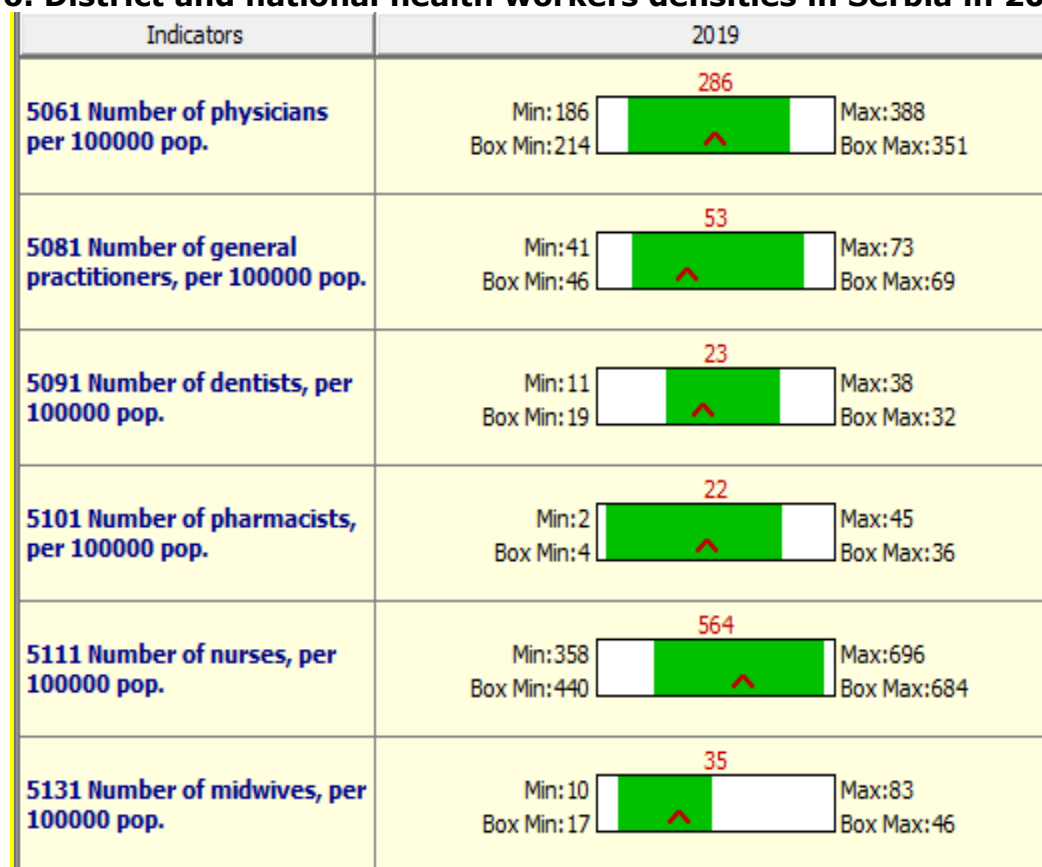 District and national health workers densities in Serbia in
Indicators 2019
286
5061 Number of physicians Min:186 Max:388
per 100000 pop. Box Min:214 Box Max:351
53
5081 Number of general Min:41 Max:73
practitioners, per 100000 pop. Box Min:46 Box Max:69
23
5091 Number of dentists, per Min:11 Max:38
100000 pop. Box Min:19 Box Max:32
22
5101 Number of pharmacists, Min:2 Max:45
per 100000 pop. Box Min:4 Box Max:36
564
5111 Number of nurses, per Min:358 Max:696
100000 pop. Box Min:440 Box Max:684
35
5131 Number of midwives, per Min:10 Max:83
100000 pop. Box Min:17 Box Max:46